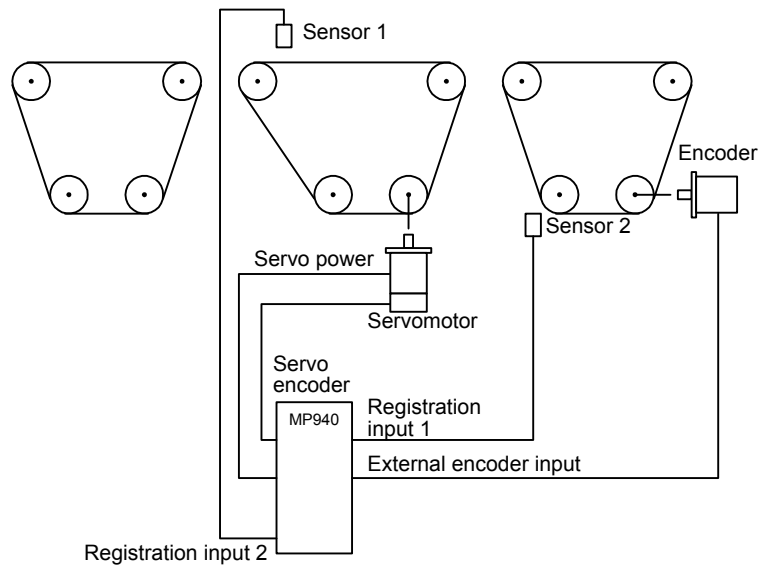 Sensor 1
Encoder
Sensor 2
Servo power
Servomotor
Servo
encoder
MP940
Registration
input 1
External encoder input
Registration input 2